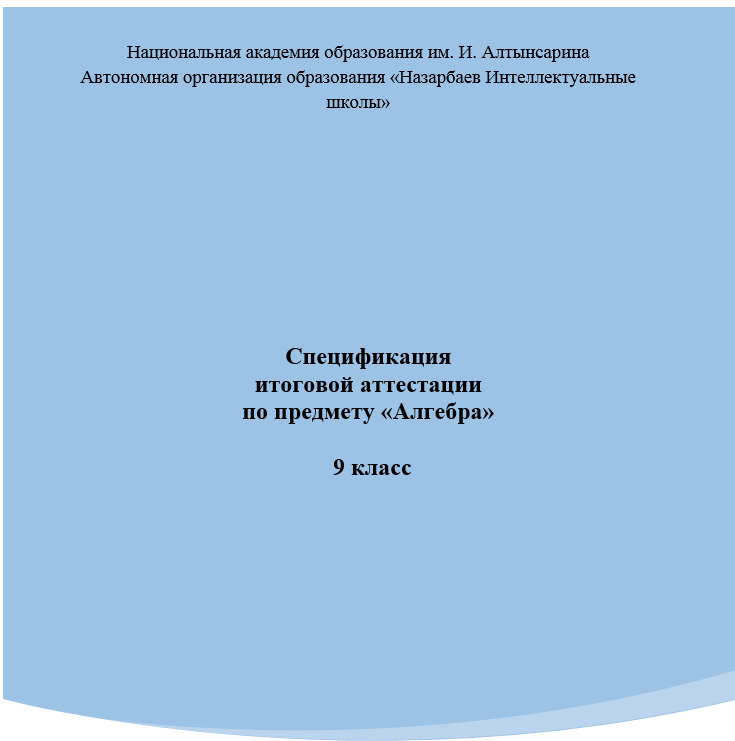 Национальная академия образования им. И. Алтынсарина
Автономная организация образования «Назарбаев Интеллектуальные
школы»
Спецификация
итоговой аттестации
по предмету «Алгебра»
9 класс